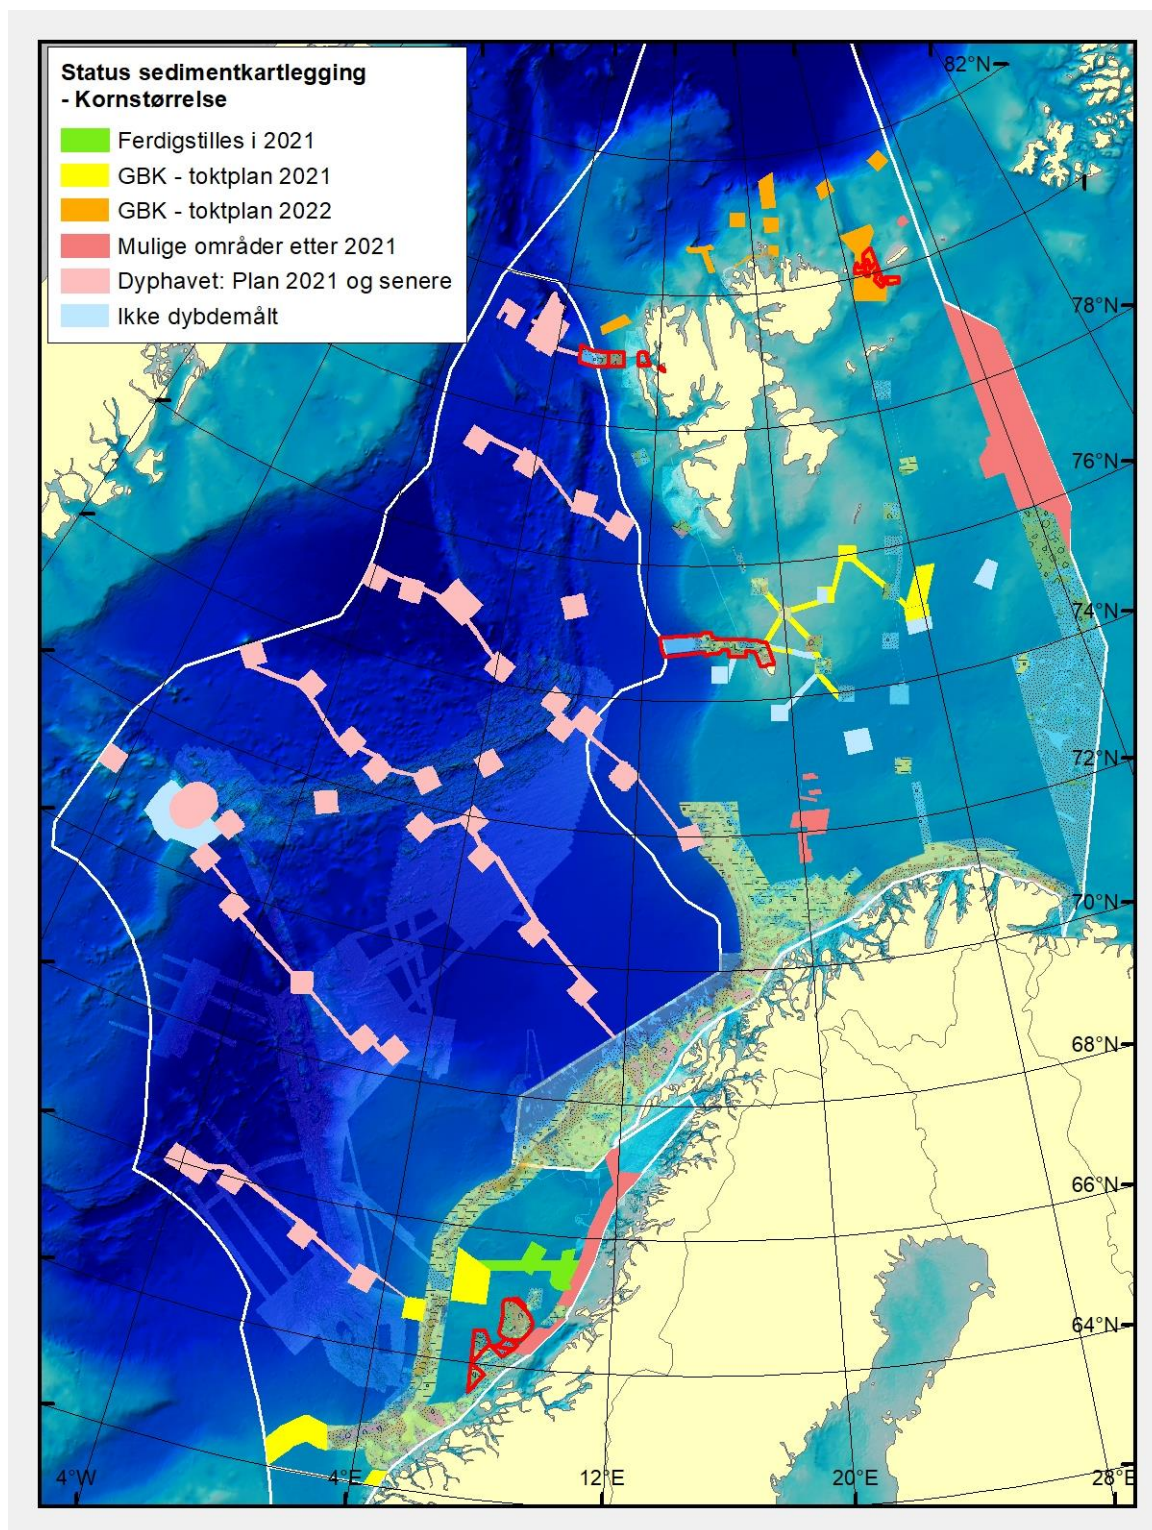 Status sedimentkartlegging
- Kornstørrelse
Ferdigstilles i 2021
GBK - toktplan 2021
GBK - toktplan 2022
Mulige områder etter 2021
Dyphavet: Plan 2021 og senere
Ikke dybdemålt
82°N
78°N
76°N
74°N
72°N
70°N
68°N
66°N
64°N
4°W
4°E
12°E
20°E
28°E